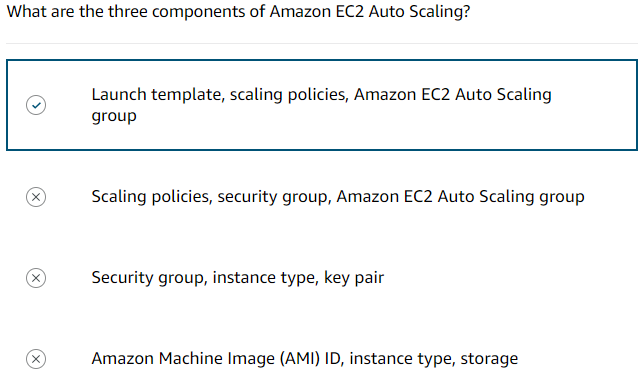 What are the three components of Amazon EC2 Auto Scaling?
Launch template, scaling policies, Amazon EC2 Auto Scaling
group
Scaling policies, security group, Amazon EC2 Auto Scaling group
Security group, instance type, key pair
Amazon Machine Image (AMI) ID, instance type, storage